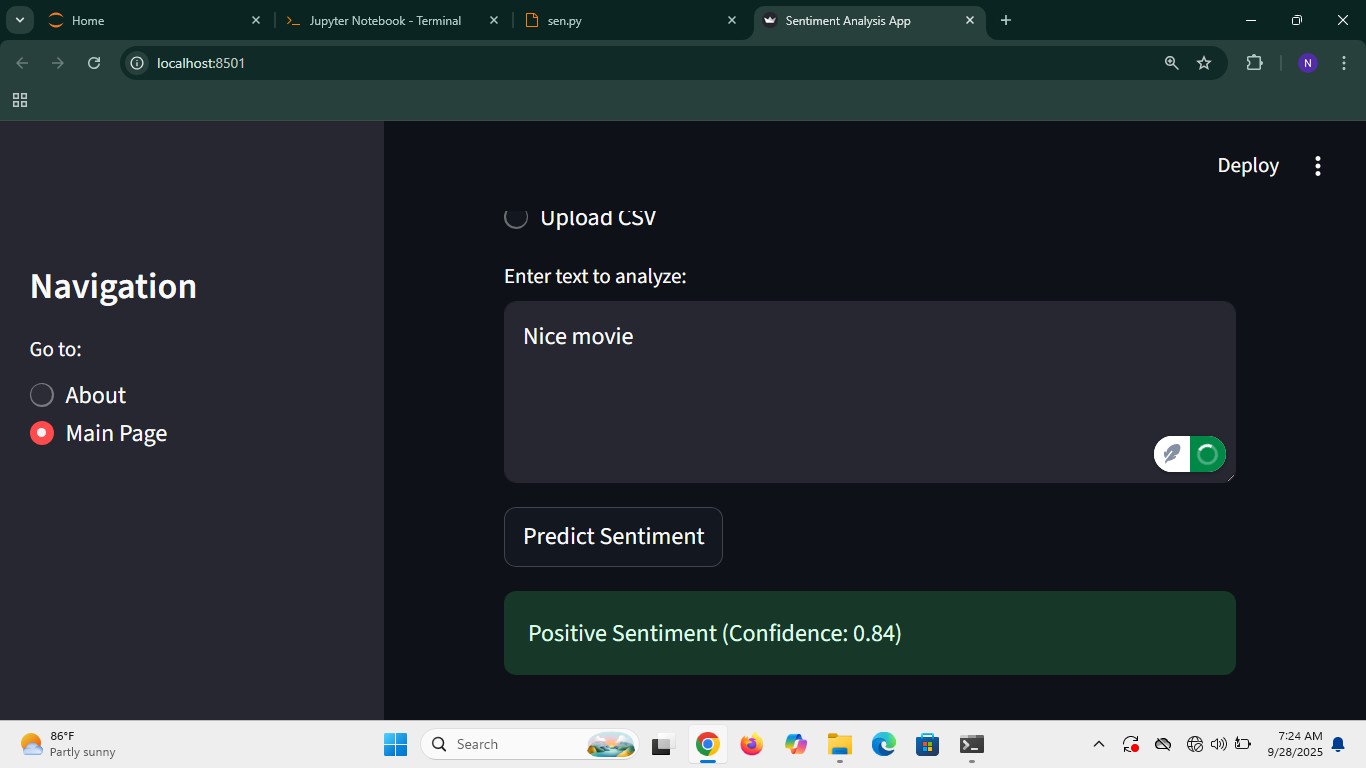 Home
Jupyter Notebook - Terminal
sen.py
Sentiment Analysis App
localhost:8501
N
Deploy
Upload CSV
Navigation
Go to:
About
Main Page
Enter text to analyze:
Nice movie
Predict Sentiment
Positive Sentiment (Confidence: 0.84)
86°F
Partly sunny
Search
7:24 AM
9/28/2025